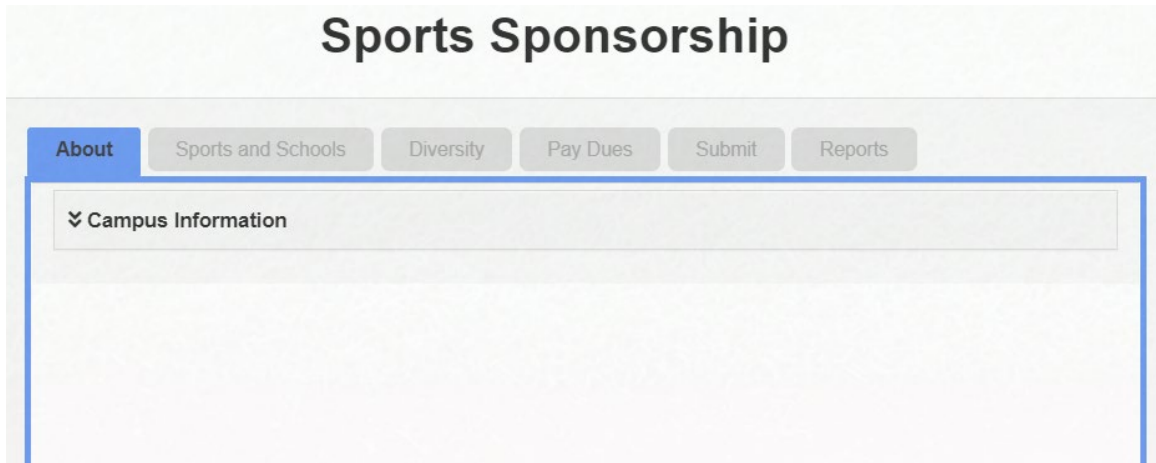 Sports Sponsorship
About Sports and Schools Diversity Pay Dues Submit Reports
Campus Information